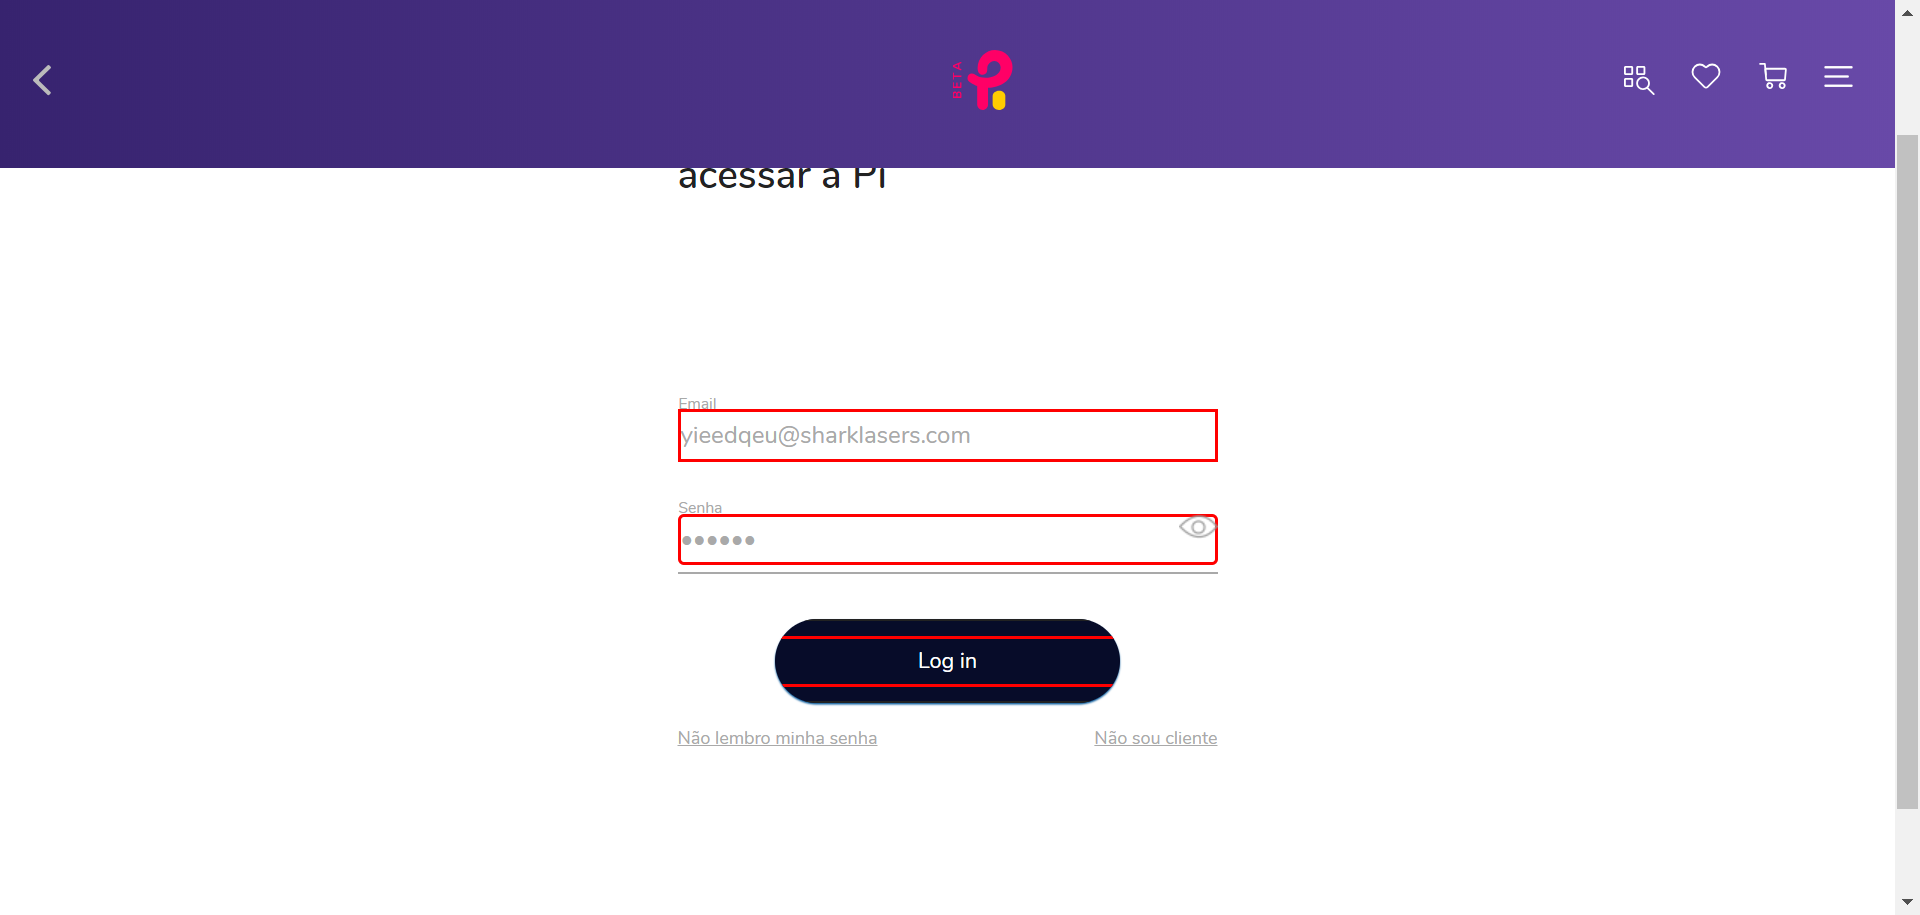 BETA
acessar a Pi
Email
yieedqeu@sharklasers.com
Senha
••••••
Log in
Não lembro minha senha
Não sou cliente